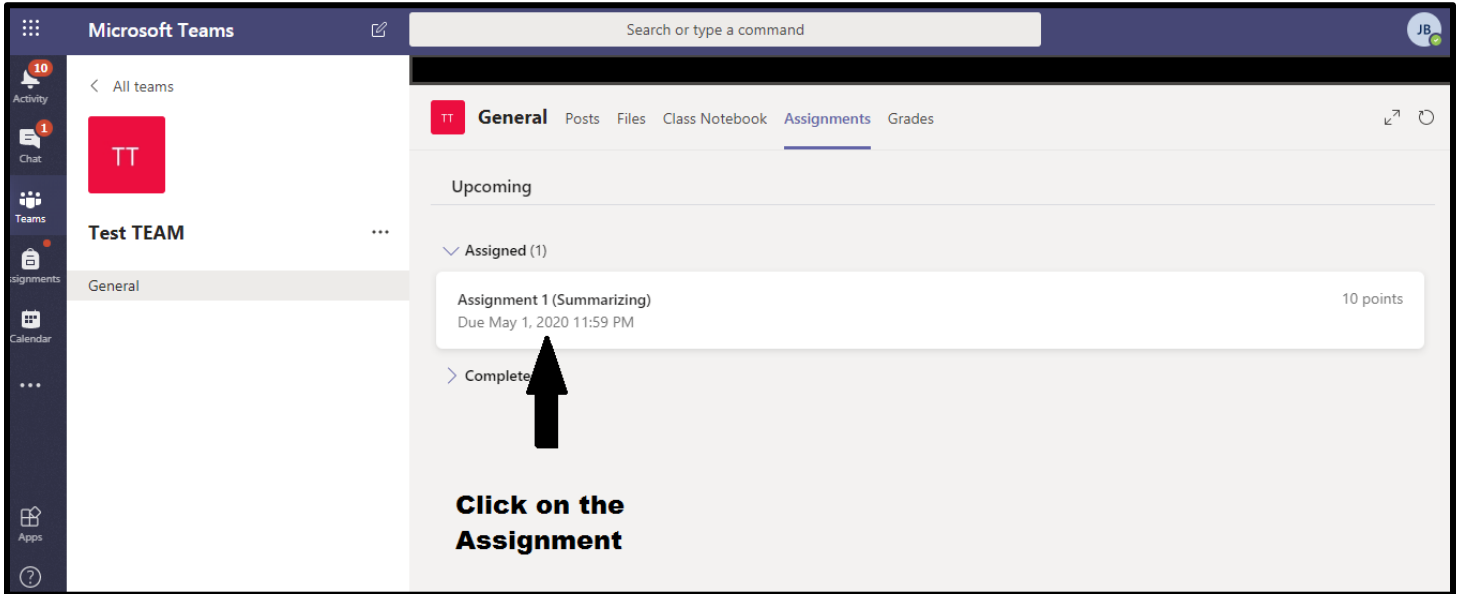 Microsoft Teams
Search or type a command
JB
10
Activity
1
Chat
Teams
ssignments
Calendar
Apps
All teams
TT
Test TEAM
General
TT General Posts Files Class Notebook Assignments Grades
Upcoming
Assigned (1)
Assignment 1 (Summarizing)
10 points
Due May 1, 2020 11:59 PM
Complete
Click on the
Assignment